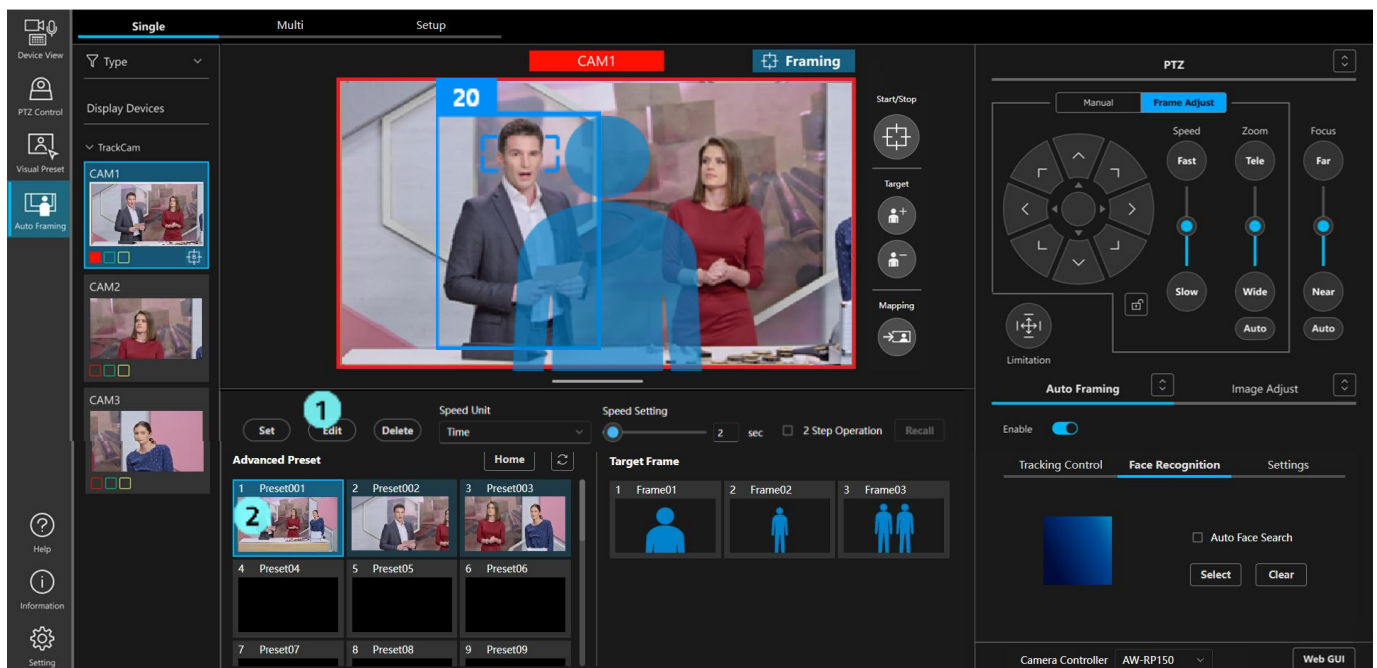 Single Multi Setup
Device View
PTZ Control
Visual Preset
Auto Framing
Help
Information
Setting
Type
Display Devices
TrackCam
CAM1
CAM2
CAM3
CAM1
Framing
20
Start/Stop
Target
Mapping
1
Set Edit Delete
Speed Unit
Time
Speed Setting
2 sec 2 Step Operation Recall
Advanced Preset Home
1 Preset001 2 Preset002 3 Preset003
2
4 Preset04 5 Preset05 6 Preset06
7 Preset07 8 Preset08 9 Preset09
Target Frame
1 Frame01 2 Frame02 3 Frame03
PTZ
Manual Frame Adjust
Speed Zoom Focus
Fast Tele Far
Slow Wide Near
Auto Auto
Limitation
Auto Framing Image Adjust
Enable
Tracking Control Face Recognition Settings
Auto Face Search
Select Clear
Camera Controller AW-RP150 Web GUI